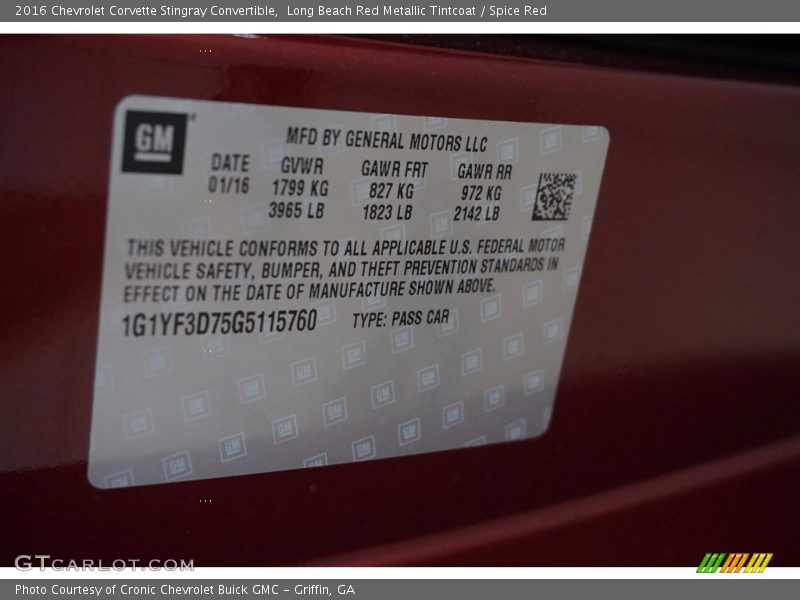 2016 Chevrolet Corvette Stingray Convertible,  Long Beach Red Metallic Tintcoat / Spice Red
GM
MFD BY GENERAL MOTORS LLC
DATE GVWR GAWR FRT GAWR RR
01/16 1799 KG 827 KG 972 KG
3965 LB 1823 LB 2142 LB
THIS VEHICLE CONFORMS TO ALL APPLICABLE U.S. FEDERAL MOTOR
VEHICLE SAFETY, BUMPER, AND THEFT PREVENTION STANDARDS IN
EFFECT ON THE DATE OF MANUFACTURE SHOWN ABOVE.
1G1YF3D75G5115760 TYPE: PASS CAR
GTCARLOT.COM
Photo Courtesy of Cronic Chevrolet Buick GMC – Griffin, GA